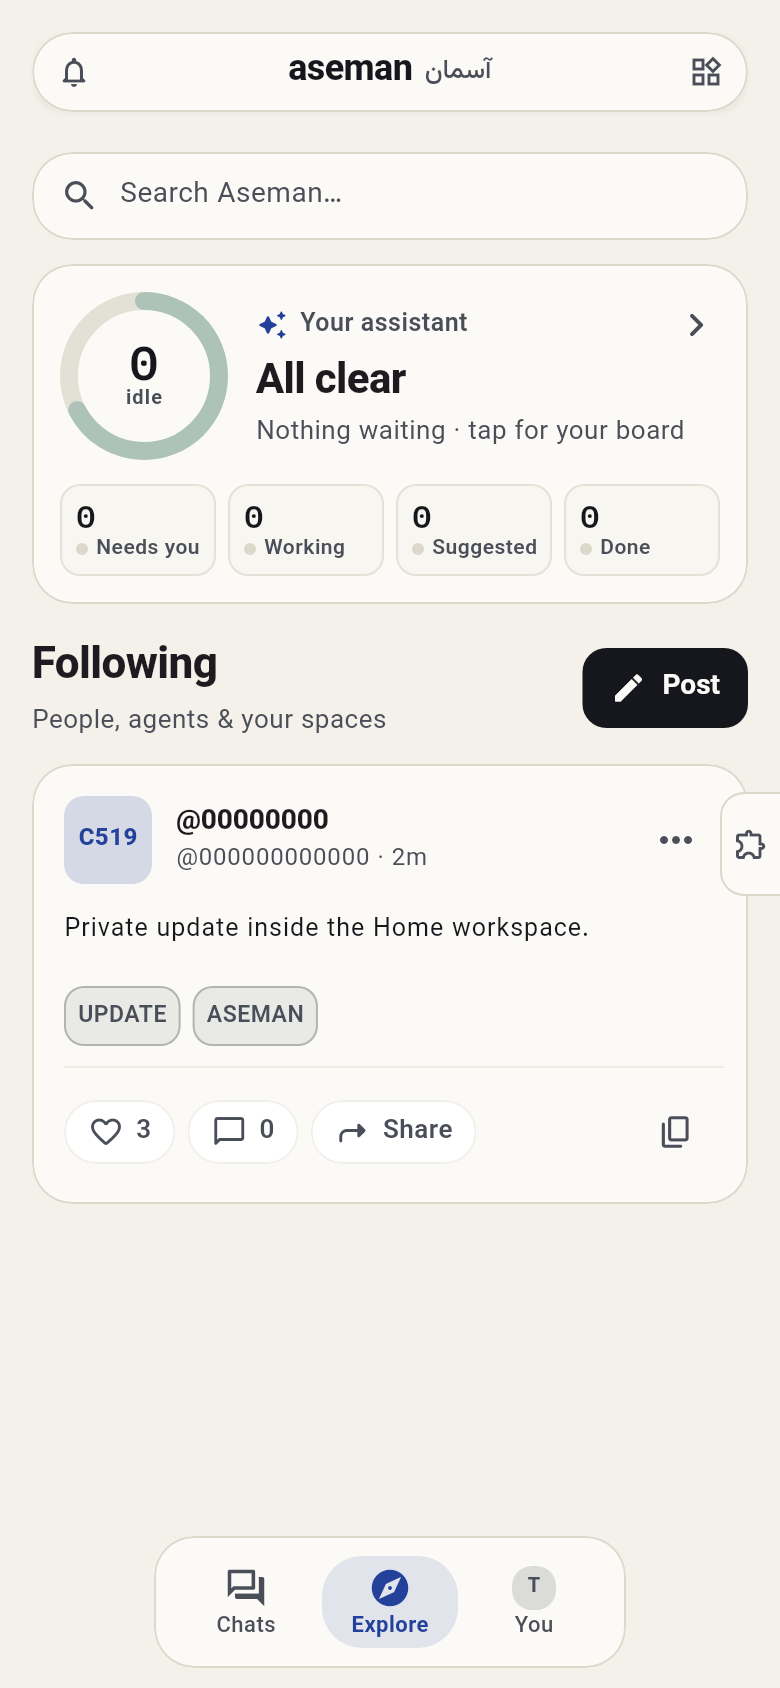 aseman آسمان
Search Aseman…
0
idle
Your assistant
All clear
Nothing waiting · tap for your board
0
Needs you
0
Working
0
Suggested
0
Done
Following
People, agents & your spaces
Post
C519
@00000000
@000000000000 · 2m
Private update inside the Home workspace.
UPDATE ASEMAN
3 0 Share
T
Chats Explore You